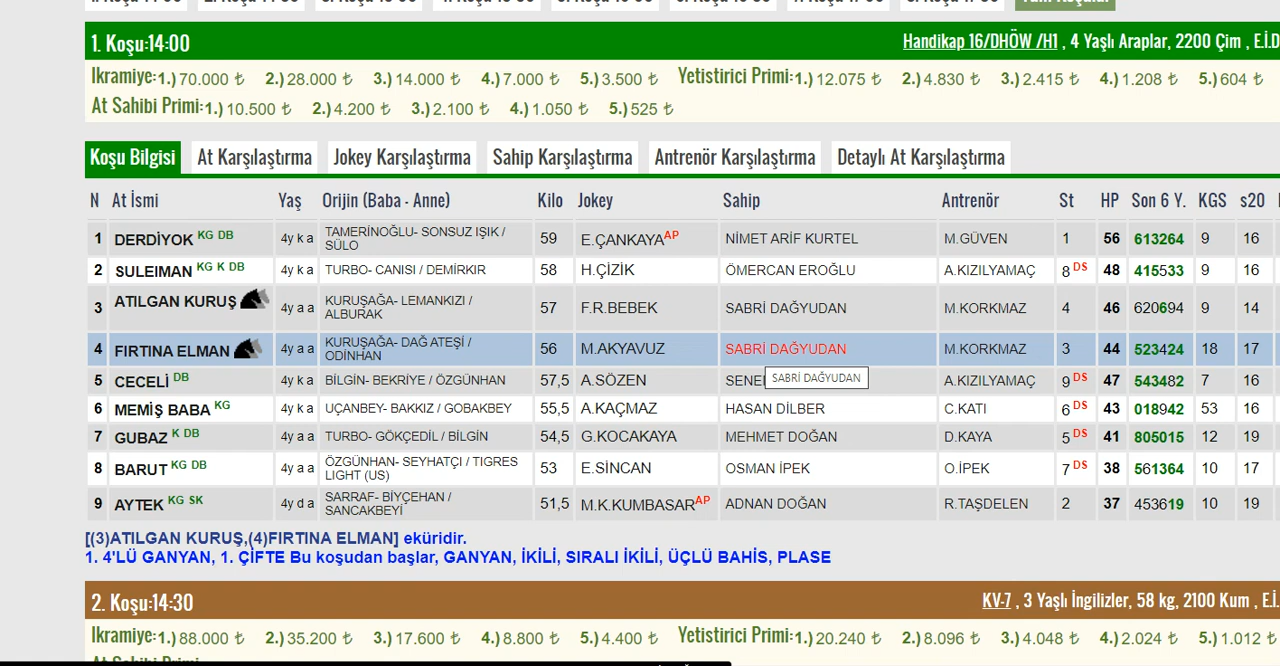 1. Koşu:14:00 Handikap 16/DHÖW /H1 , 4 Yaşlı Araplar, 2200 Çim , E.İ.D
İkramiye: 1.) 70.000 ₺ 2.) 28.000 ₺ 3.) 14.000 ₺ 4.) 7.000 ₺ 5.) 3.500 ₺ Yetistirici Primi: 1.) 12.075 ₺ 2.) 4.830 ₺ 3.) 2.415 ₺ 4.) 1.208 ₺ 5.) 604 ₺
At Sahibi Primi: 1.) 10.500 ₺ 2.) 4.200 ₺ 3.) 2.100 ₺ 4.) 1.050 ₺ 5.) 525 ₺
Koşu Bilgisi At Karşılaştırma Jokey Karşılaştırma Sahip Karşılaştırma Antrenör Karşılaştırma Detaylı At Karşılaştırma
N At İsmi Yaş Orijin (Baba - Anne) Kilo Jokey Sahip Antrenör St HP Son 6 Y. KGS s20
1 DERDİYOK KG DB 4y k a TAMERİNOĞLU- SONSUZ IŞIK / SÜLO 59 E.ÇANKAYA AP NİMET ARİF KURTEL M.GÜVEN 1 56 613264 9 16
2 SULEIMAN KG K DB 4y k a TURBO- CANISI / DEMİRKIR 58 H.ÇİZİK ÖMERCAN EROĞLU A.KIZILYAMAÇ 8 DS 48 415533 9 16
3 ATILGAN KURUŞ 4y a a KURUŞAĞA- LEMANKIZI / ALBURAK 57 F.R.BEBEK SABRİ DAĞYUDAN M.KORKMAZ 4 46 620694 9 14
4 FIRTINA ELMAN 4y a a KURUŞAĞA- DAĞ ATEŞİ / ODİNHAN 56 M.AKYAVUZ SABRİ DAĞYUDAN M.KORKMAZ 3 44 523424 18 17
5 CECELİ DB 4y k a BİLGİN- BEKRİYE / ÖZGÜNHAN 57,5 A.SÖZEN SENE SABRİ DAĞYUDAN A.KIZILYAMAÇ 9 DS 47 543482 7 16
6 MEMİŞ BABA KG 4y k a UÇANBEY- BAKKIZ / GOBAKBEY 55,5 A.KAÇMAZ HASAN DİLBER C.KATI 6 DS 43 018942 53 16
7 GUBAZ K DB 4y a a TURBO- GÖKÇEDİL / BİLGİN 54,5 G.KOCAKAYA MEHMET DOĞAN D.KAYA 5 DS 41 805015 12 19
8 BARUT KG DB 4y a a ÖZGÜNHAN- SEYHATÇI / TIGRES LIGHT (US) 53 E.SİNCAN OSMAN İPEK O.İPEK 7 DS 38 561364 10 17
9 AYTEK KG SK 4y d a SARRAF- BİYÇEHAN / SANCAKBEYİ 51,5 M.K.KUMBASAR AP ADNAN DOĞAN R.TAŞDELEN 2 37 453619 10 19
[(3)ATILGAN KURUŞ,(4)FIRTINA ELMAN] eküridir.
1. 4'LÜ GANYAN, 1. ÇİFTE Bu koşudan başlar, GANYAN, İKİLİ, SIRALI İKİLİ, ÜÇLÜ BAHİS, PLASE
2. Koşu:14:30 KV-7 , 3 Yaşlı İngilizler, 58 kg, 2100 Kum , E.İ.
İkramiye: 1.) 88.000 ₺ 2.) 35.200 ₺ 3.) 17.600 ₺ 4.) 8.800 ₺ 5.) 4.400 ₺ Yetistirici Primi: 1.) 20.240 ₺ 2.) 8.096 ₺ 3.) 4.048 ₺ 4.) 2.024 ₺ 5.) 1.012 ₺